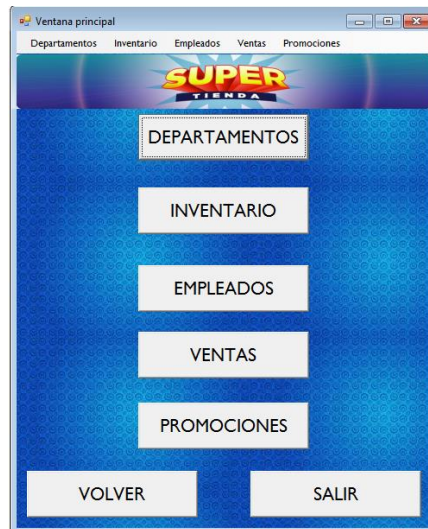 Ventana principal
Departamentos Inventario Empleados Ventas Promociones
SUPER
TIENDA
DEPARTAMENTOS
INVENTARIO
EMPLEADOS
VENTAS
PROMOCIONES
VOLVER SALIR